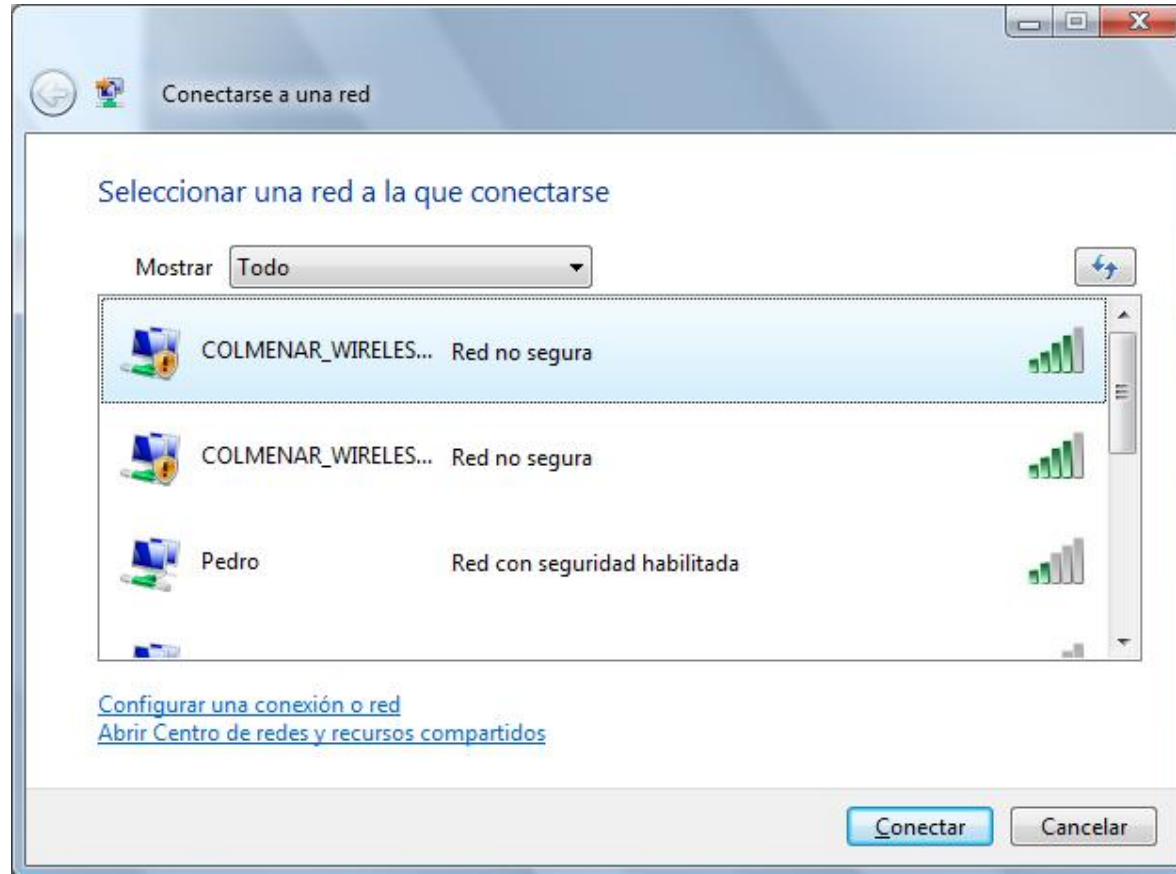 Conectarse a una red
Seleccionar una red a la que conectarse
Mostrar Todo
COLMENAR_WIRELES... Red no segura
COLMENAR_WIRELES... Red no segura
Pedro Red con seguridad habilitada
Configurar una conexión o red
Abrir Centro de redes y recursos compartidos
Conectar Cancelar